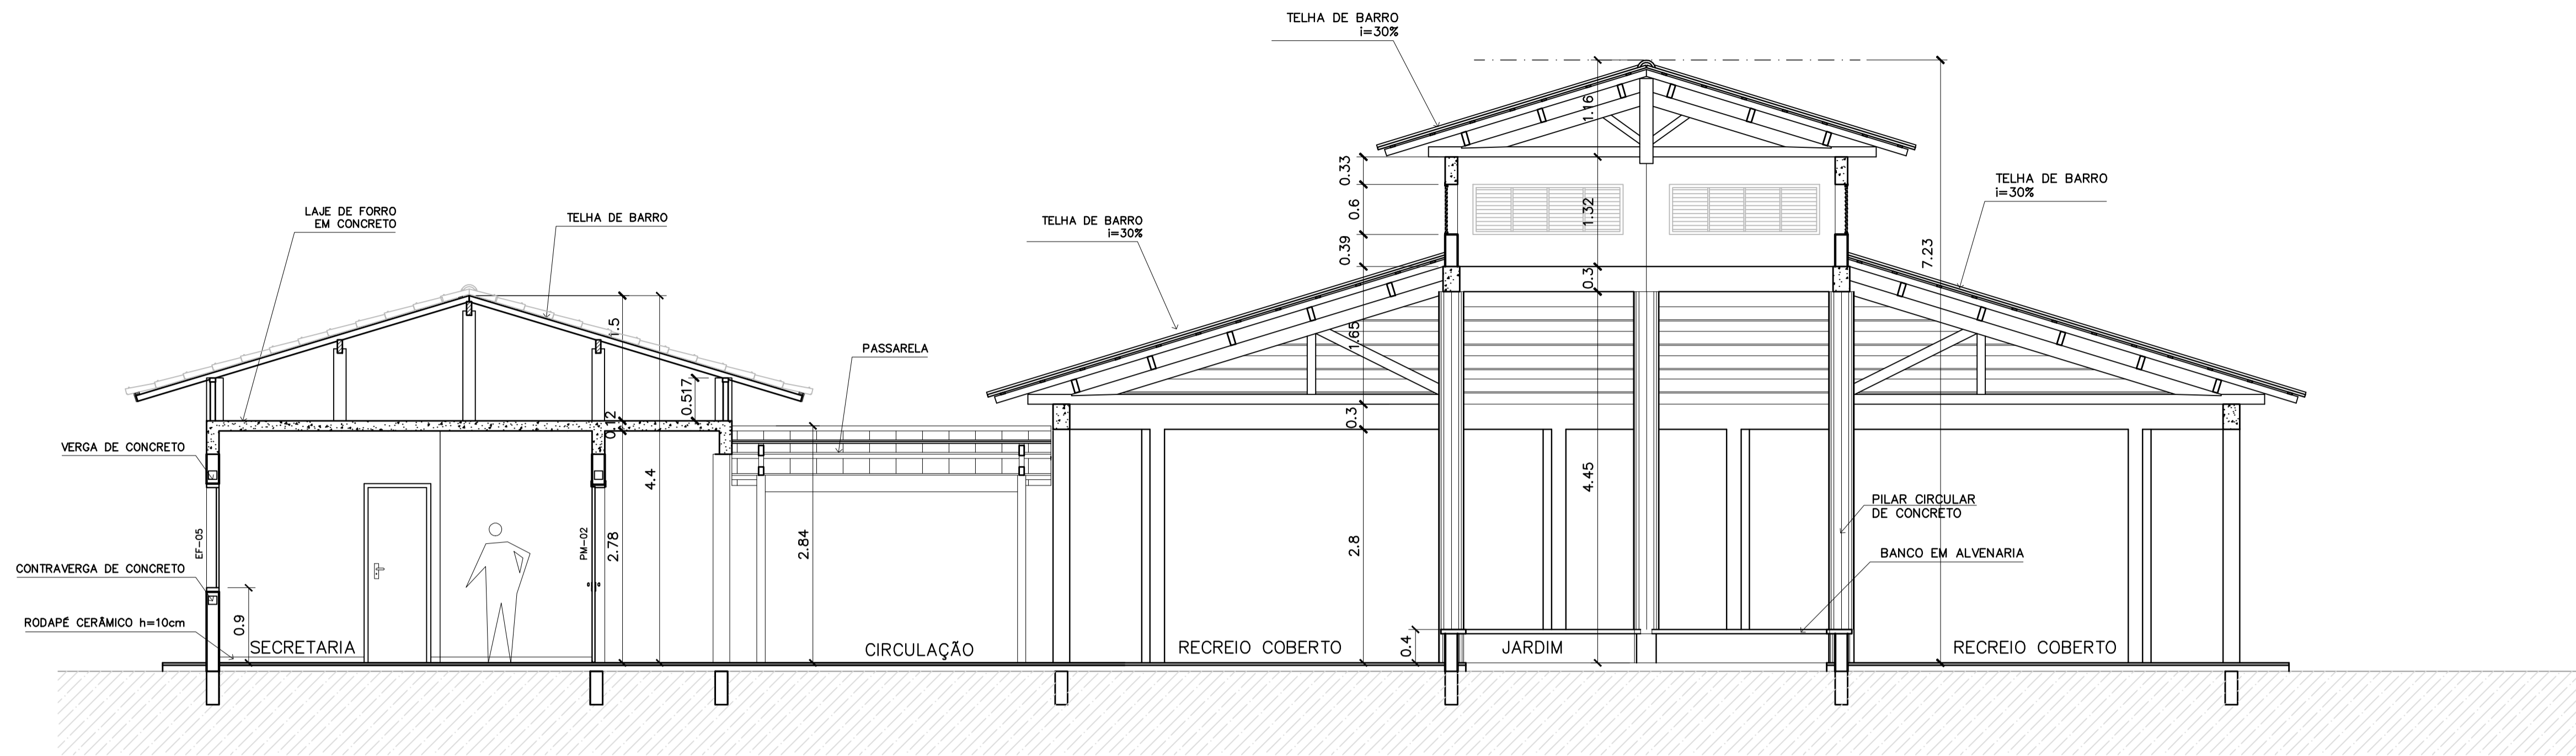 TELHA DE BARRO
i=30%
TELHA DE BARRO
i=30%
LAJE DE FORRO
EM CONCRETO
TELHA DE BARRO
TELHA DE BARRO
i=30%
1.16
0.33
0.6
0.39
1.32
0.3
7.23
1.5
0.517
0.12
4.4
2.78
PASSARELA
1.65
0.3
VERGA DE CONCRETO
EF-05
PM-02
2.84
2.8
4.45
PILAR CIRCULAR
DE CONCRETO
BANCO EM ALVENARIA
CONTRAVERGA DE CONCRETO
RODAPÉ CERÂMICO h=10cm
0.9
0.4
SECRETARIA
CIRCULAÇÃO
RECREIO COBERTO
JARDIM
RECREIO COBERTO